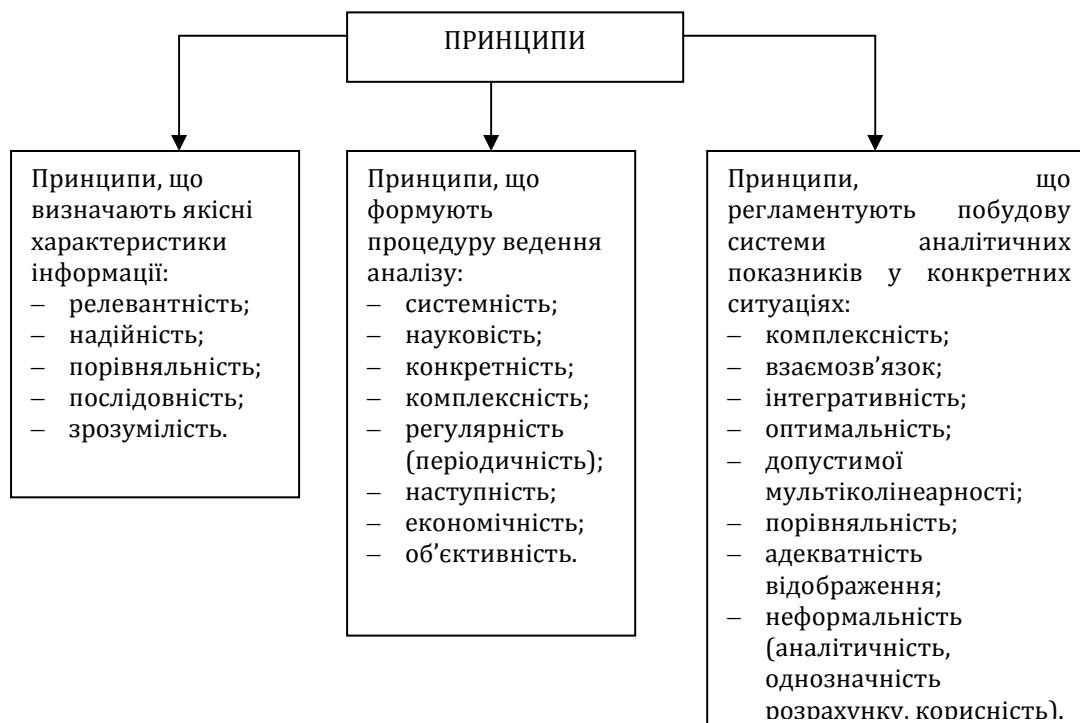 ПРИНЦИПИ
Принципи, що
визначають якісні
характеристики
інформації:
– релевантність;
– надійність;
– порівняльність;
– послідовність;
– зрозумілість.
Принципи, що
формують
процедуру ведення
аналізу:
– системність;
– науковість;
– конкретність;
– комплексність;
– регулярність
(періодичність);
– наступність;
– економічність;
– об’єктивність.
Принципи, що
регламентують побудову
системи аналітичних
показників у конкретних
ситуаціях:
– комплексність;
– взаємозв’язок;
– інтегративність;
– оптимальність;
– допустимої
мультіколінеарності;
– порівняльність;
– адекватність
відображення;
– неформальність
(аналітичність,
однозначність
розрахунку, корисність).